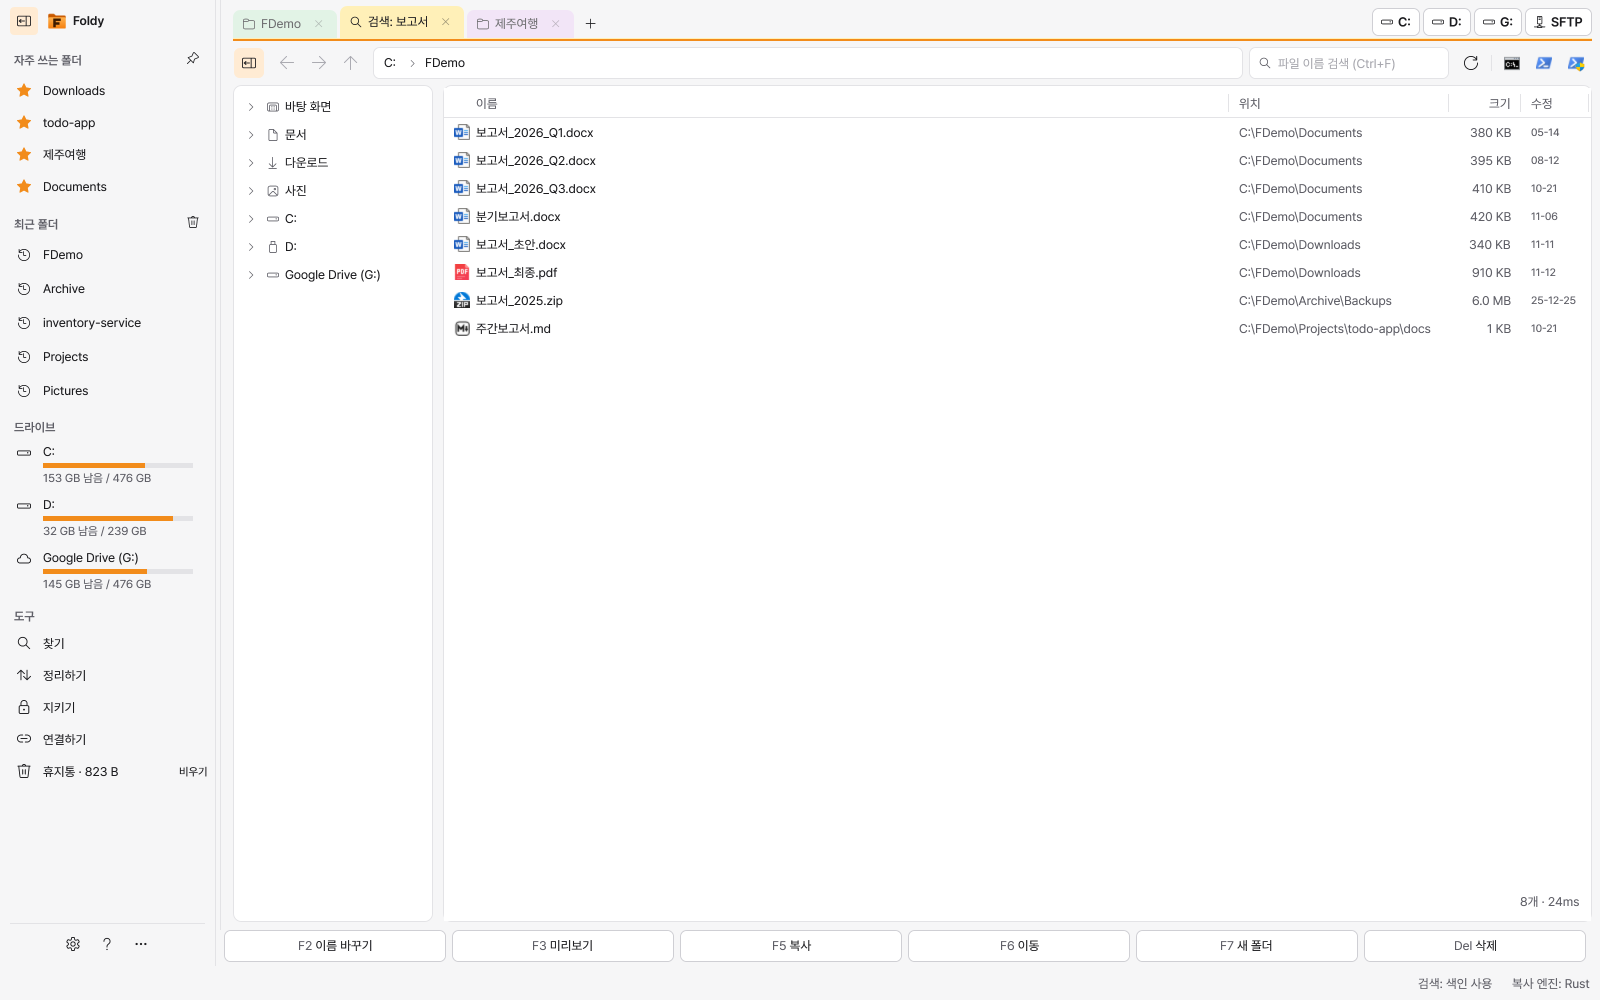 Foldy
자주 쓰는 폴더
Downloads
todo-app
제주여행
Documents
최근 폴더
FDemo
Archive
inventory-service
Projects
Pictures
드라이브
C:
153 GB 남음 / 476 GB
D:
32 GB 남음 / 239 GB
Google Drive (G:)
145 GB 남음 / 476 GB
도구
찾기
정리하기
지키기
연결하기
휴지통 · 823 B 비우기
FDemo 검색: 보고서 제주여행
C: D: G: SFTP
C: > FDemo
파일 이름 검색 (Ctrl+F)
바탕 화면
문서
다운로드
사진
C:
D:
Google Drive (G:)
이름 위치 크기 수정
보고서_2026_Q1.docx C:\FDemo\Documents 380 KB 05-14
보고서_2026_Q2.docx C:\FDemo\Documents 395 KB 08-12
보고서_2026_Q3.docx C:\FDemo\Documents 410 KB 10-21
분기보고서.docx C:\FDemo\Documents 420 KB 11-06
보고서_초안.docx C:\FDemo\Downloads 340 KB 11-11
보고서_최종.pdf C:\FDemo\Downloads 910 KB 11-12
보고서_2025.zip C:\FDemo\Archive\Backups 6.0 MB 25-12-25
주간보고서.md C:\FDemo\Projects\todo-app\docs 1 KB 10-21
8개 · 24ms
F2 이름 바꾸기 F3 미리보기 F5 복사 F6 이동 F7 새 폴더 Del 삭제
검색: 색인 사용 복사 엔진: Rust